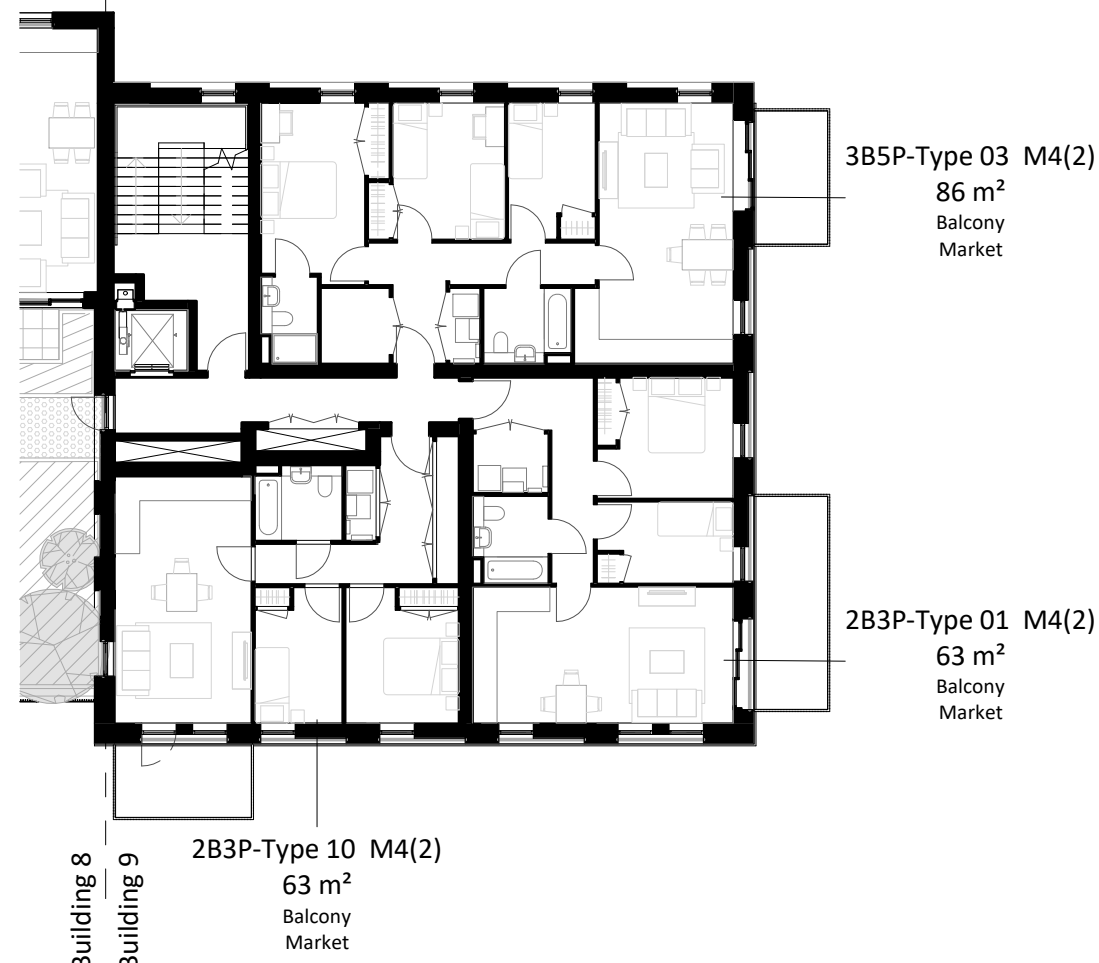 3B5P-Type 03 M4(2)
86 m²
Balcony
Market
2B3P-Type 01 M4(2)
63 m²
Balcony
Market
2B3P-Type 10 M4(2)
63 m²
Balcony
Market
Building 8
Building 9